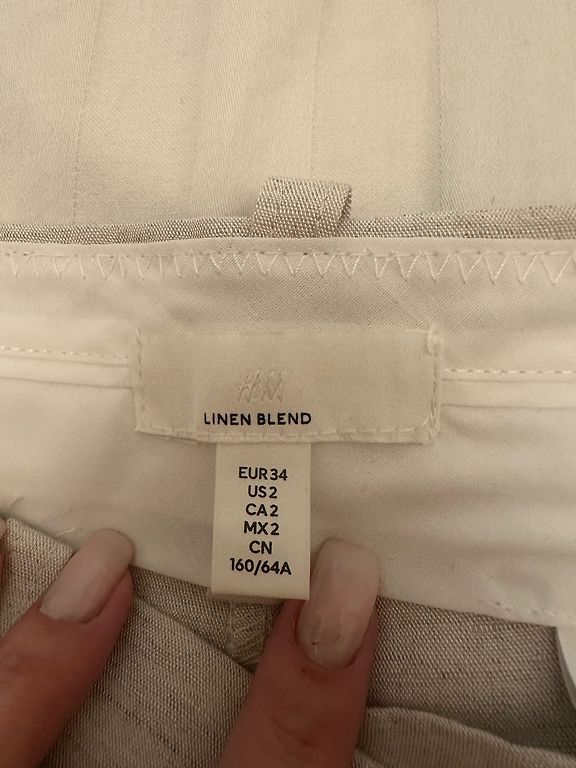 H&M
LINEN BLEND
EUR34
US2
CA2
MX2
CN
160/64A